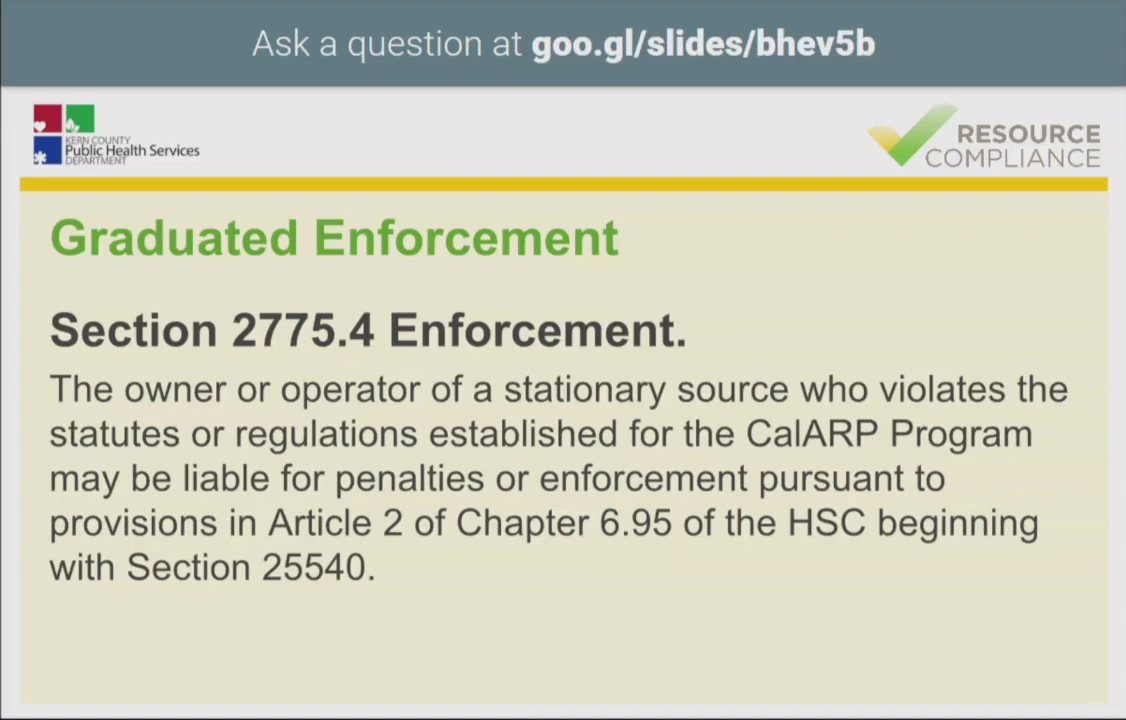 Ask a question at goo.gl/slides/bhev5b
KERN COUNTY
Public Health Services
DEPARTMENT
RESOURCE
COMPLIANCE
Graduated Enforcement
Section 2775.4 Enforcement.
The owner or operator of a stationary source who violates the
statutes or regulations established for the CalARP Program
may be liable for penalties or enforcement pursuant to
provisions in Article 2 of Chapter 6.95 of the HSC beginning
with Section 25540.